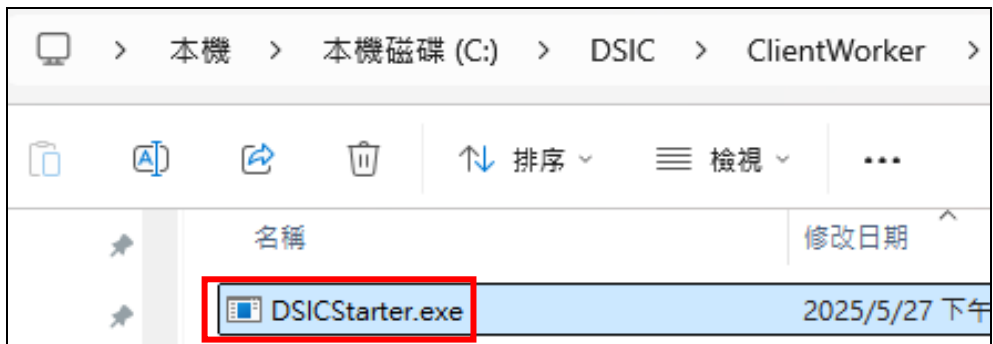 本機 > 本機磁碟 (C:) > DSIC > ClientWorker >
排序 檢視 •••
名稱 修改日期
DSICStarter.exe 2025/5/27 下午